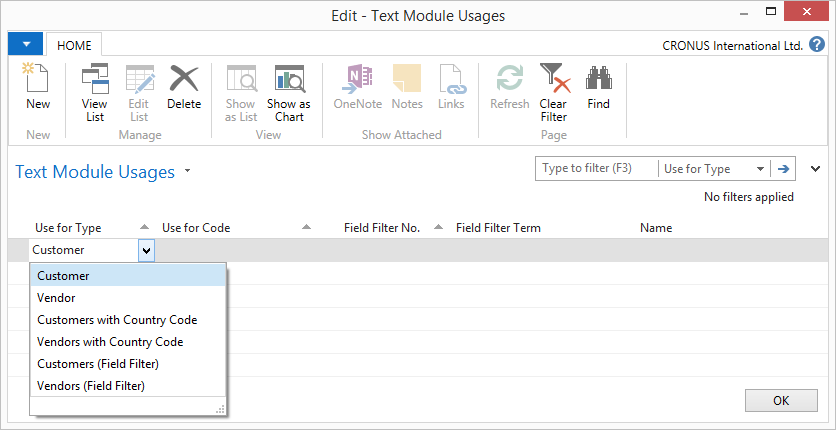 Edit - Text Module Usages
HOME
CRONUS International Ltd.
New
View List
Edit List
Delete
Show as List
Show as Chart
OneNote
Notes
Links
Refresh
Clear Filter
Find
New
Manage
View
Show Attached
Page
Text Module Usages
Type to filter (F3)
Use for Type
No filters applied
Use for Type
Use for Code
Field Filter No.
Field Filter Term
Name
Customer
Customer
Vendor
Customers with Country Code
Vendors with Country Code
Customers (Field Filter)
Vendors (Field Filter)
OK